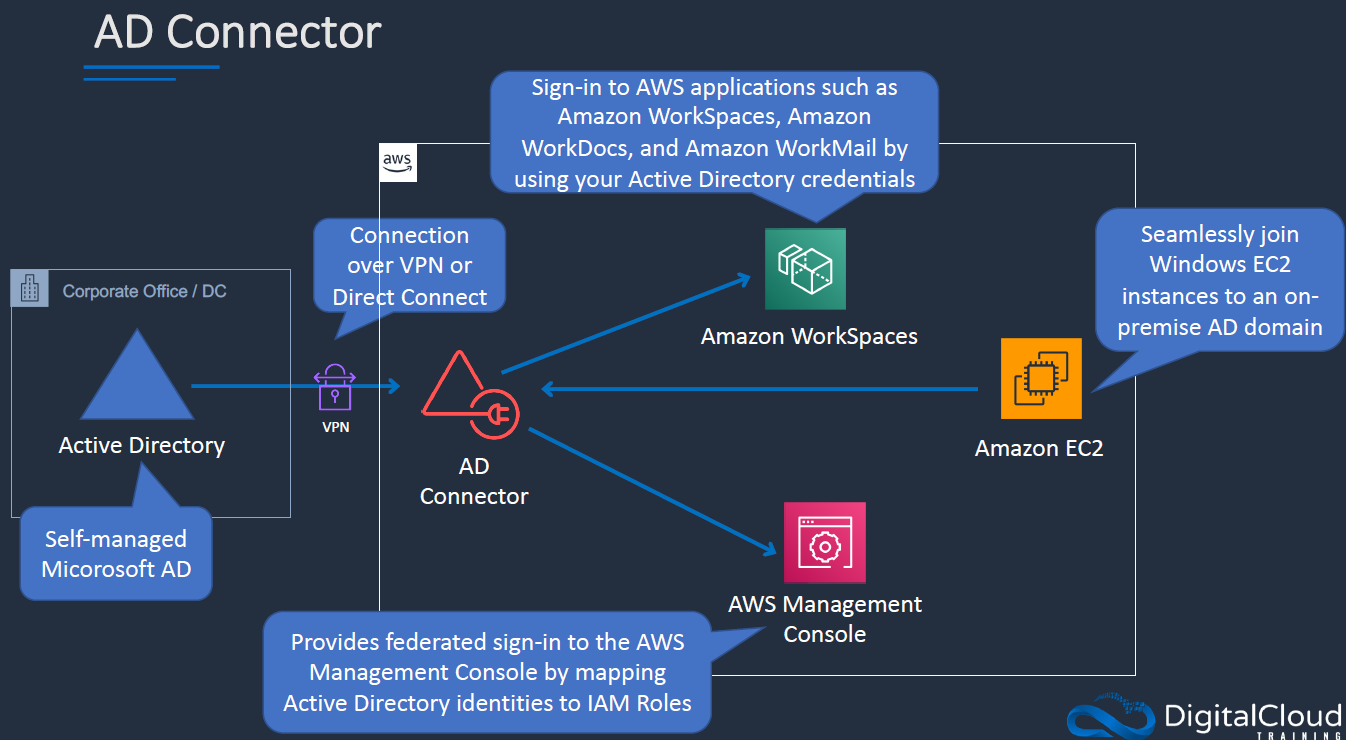 AD Connector
Sign-in to AWS applications such as
Amazon WorkSpaces, Amazon
WorkDocs, and Amazon WorkMail by
using your Active Directory credentials
aws
Connection
over VPN or
Direct Connect
Seamlessly join
Windows EC2
instances to an on-
premise AD domain
Corporate Office / DC
Amazon WorkSpaces
VPN
Active Directory
Amazon EC2
AD
Connector
Self-managed
Micorosoft AD
AWS Management
Console
Provides federated sign-in to the AWS
Management Console by mapping
Active Directory identities to IAM Roles
DigitalCloud
TRAINING